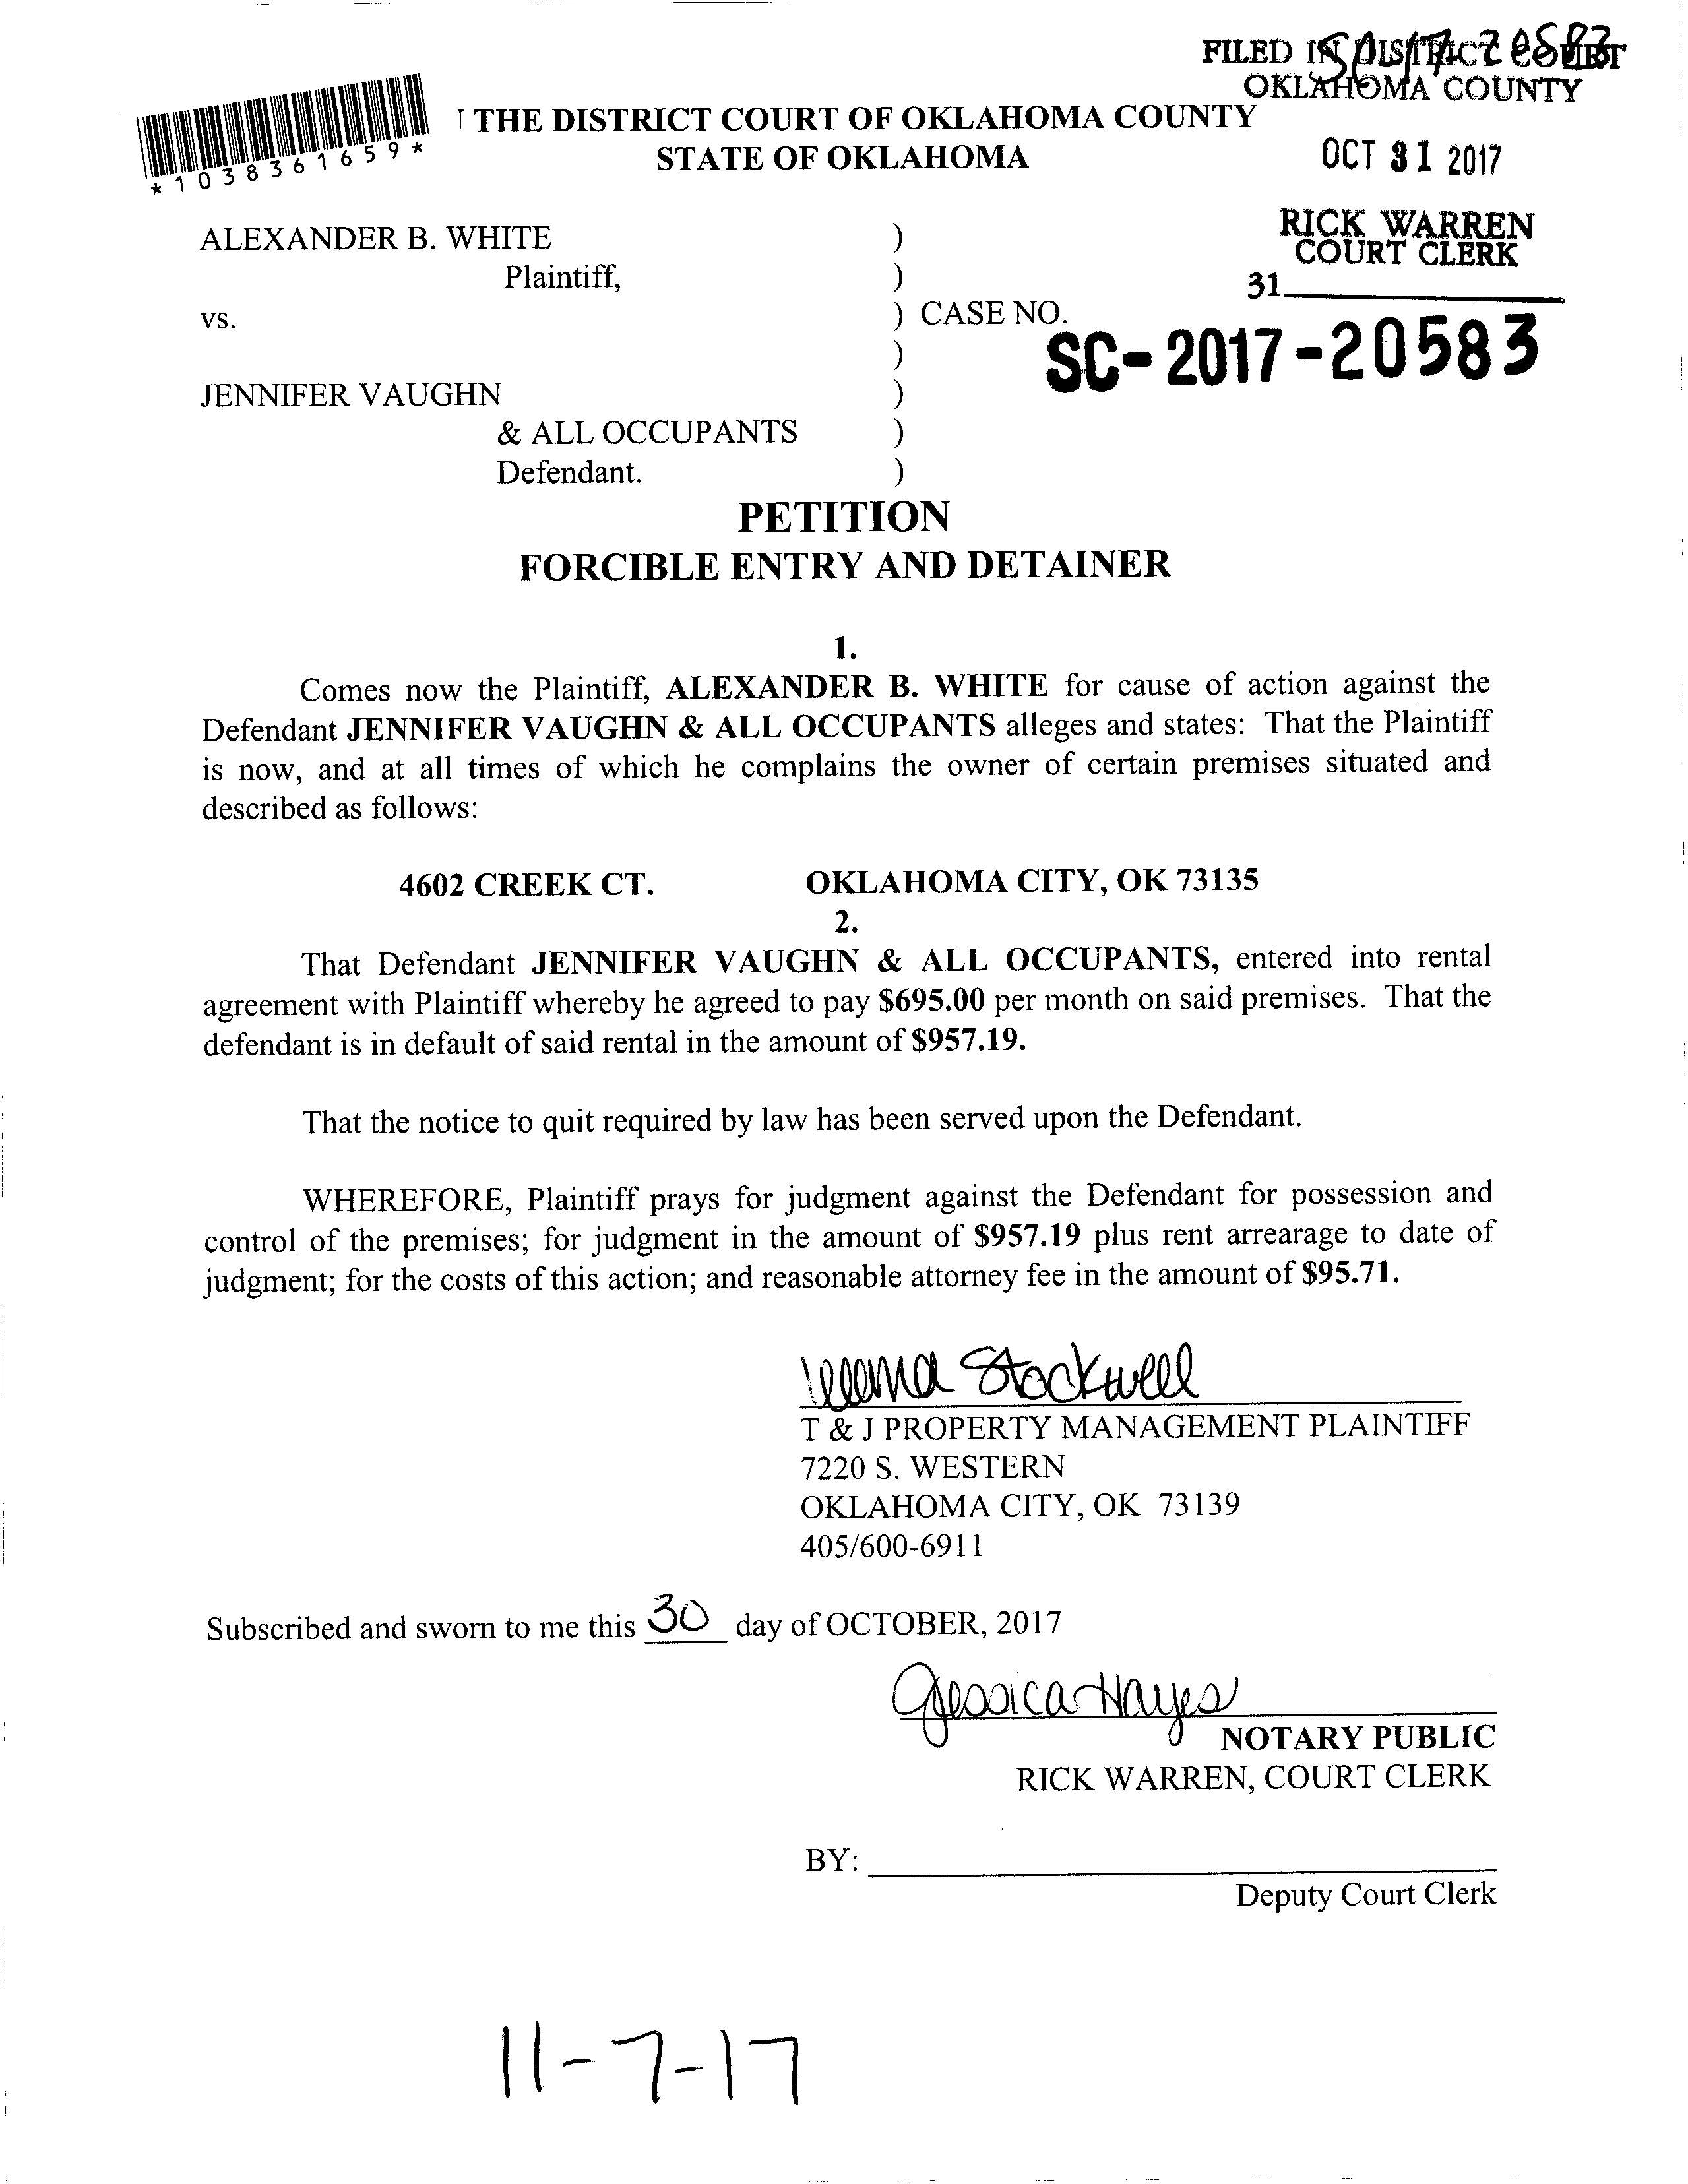 FILED IN DISTRICT COURT
OKLAHOMA COUNTY
THE DISTRICT COURT OF OKLAHOMA COUNTY
STATE OF OKLAHOMA
OCT 31 2017
*1038361659*
RICK WARREN
COURT CLERK
31
ALEXANDER B. WHITE )
Plaintiff, )
vs. ) CASE NO.
)
SC-2017-20583
JENNIFER VAUGHN )
& ALL OCCUPANTS )
Defendant. )
PETITION
FORCIBLE ENTRY AND DETAINER
1.
Comes now the Plaintiff, ALEXANDER B. WHITE for cause of action against the
Defendant JENNIFER VAUGHN & ALL OCCUPANTS alleges and states: That the Plaintiff
is now, and at all times of which he complains the owner of certain premises situated and
described as follows:
4602 CREEK CT. OKLAHOMA CITY, OK 73135
2.
That Defendant JENNIFER VAUGHN & ALL OCCUPANTS, entered into rental
agreement with Plaintiff whereby he agreed to pay $695.00 per month on said premises. That the
defendant is in default of said rental in the amount of $957.19.
That the notice to quit required by law has been served upon the Defendant.
WHEREFORE, Plaintiff prays for judgment against the Defendant for possession and
control of the premises; for judgment in the amount of $957.19 plus rent arrearage to date of
judgment; for the costs of this action; and reasonable attorney fee in the amount of $95.71.
Stockwell
T & J PROPERTY MANAGEMENT PLAINTIFF
7220 S. WESTERN
OKLAHOMA CITY, OK 73139
405/600-6911
Subscribed and sworn to me this 30 day of OCTOBER, 2017
Jessica Hayes
NOTARY PUBLIC
RICK WARREN, COURT CLERK
BY:
Deputy Court Clerk
11-7-17